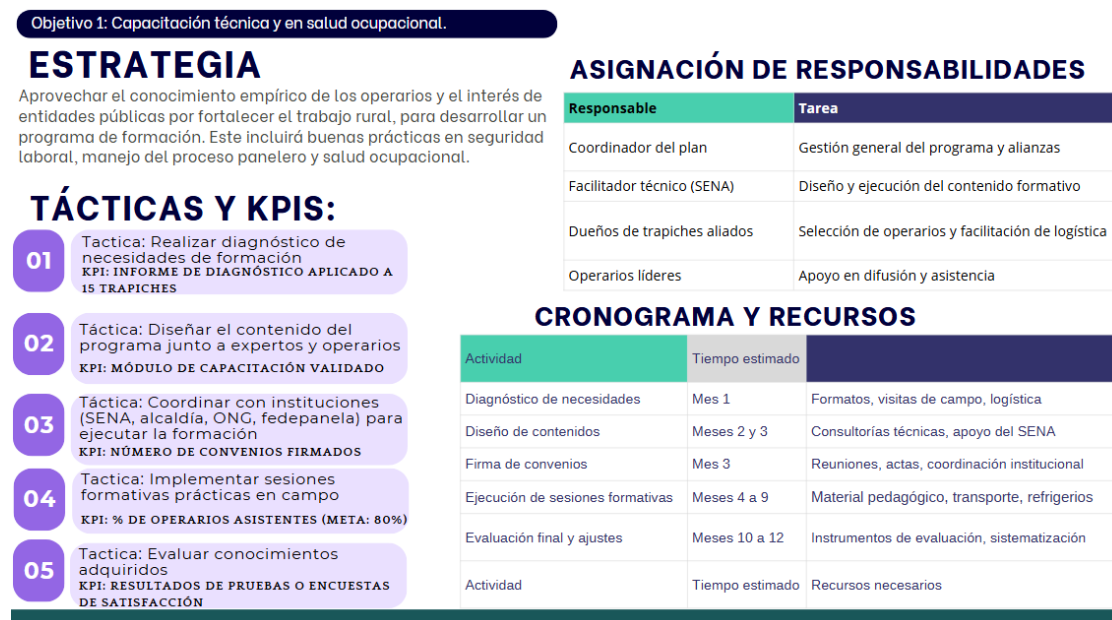 Objetivo 1: Capacitación técnica y en salud ocupacional.
ESTRATEGIA
Aprovechar el conocimiento empírico de los operarios y el interés de
entidades públicas por fortalecer el trabajo rural, para desarrollar un
programa de formación. Este incluirá buenas prácticas en seguridad
laboral, manejo del proceso panelero y salud ocupacional.
TÁCTICAS Y KPIS:
01
Tactica: Realizar diagnóstico de
necesidades de formación
KPI: INFORME DE DIAGNÓSTICO APLICADO A
15 TRAPICHES
02
Táctica: Diseñar el contenido del
programa junto a expertos y operarios
KPI: MÓDULO DE CAPACITACIÓN VALIDADO
03
Táctica: Coordinar con instituciones
(SENA, alcaldía, ONG, fedepanela) para
ejecutar la formación
KPI: NÚMERO DE CONVENIOS FIRMADOS
04
Tactica: Implementar sesiones
formativas prácticas en campo
KPI: % DE OPERARIOS ASISTENTES (META: 80%)
05
Tactica: Evaluar conocimientos
adquiridos
KPI: RESULTADOS DE PRUEBAS O ENCUESTAS
DE SATISFACCIÓN
ASIGNACIÓN DE RESPONSABILIDADES
Responsable Tarea
Coordinador del plan Gestión general del programa y alianzas
Facilitador técnico (SENA) Diseño y ejecución del contenido formativo
Dueños de trapiches aliados Selección de operarios y facilitación de logística
Operarios líderes Apoyo en difusión y asistencia
CRONOGRAMA Y RECURSOS
Actividad Tiempo estimado
Diagnóstico de necesidades Mes 1 Formatos, visitas de campo, logística
Diseño de contenidos Meses 2 y 3 Consultorías técnicas, apoyo del SENA
Firma de convenios Mes 3 Reuniones, actas, coordinación institucional
Ejecución de sesiones formativas Meses 4 a 9 Material pedagógico, transporte, refrigerios
Evaluación final y ajustes Meses 10 a 12 Instrumentos de evaluación, sistematización
Actividad Tiempo estimado Recursos necesarios